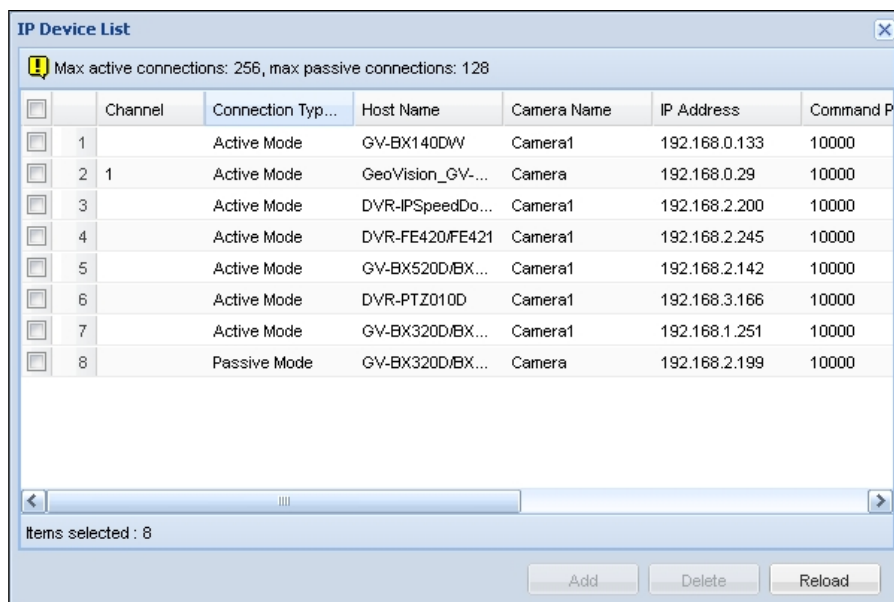 IP Device List
Max active connections: 256, max passive connections: 128
Channel Connection Typ... Host Name Camera Name IP Address Command P
1 Active Mode GV-BX140DW Camera1 192.168.0.133 10000
2 1 Active Mode GeoVision_GV-... Camera 192.168.0.29 10000
3 Active Mode DVR-IPSpeedDo... Camera1 192.168.2.200 10000
4 Active Mode DVR-FE420/FE421 Camera1 192.168.2.245 10000
5 Active Mode GV-BX520D/BX... Camera1 192.168.2.142 10000
6 Active Mode DVR-PTZ010D Camera1 192.168.3.166 10000
7 Active Mode GV-BX320D/BX... Camera1 192.168.1.251 10000
8 Passive Mode GV-BX320D/BX... Camera 192.168.2.199 10000
Items selected : 8
Add Delete Reload